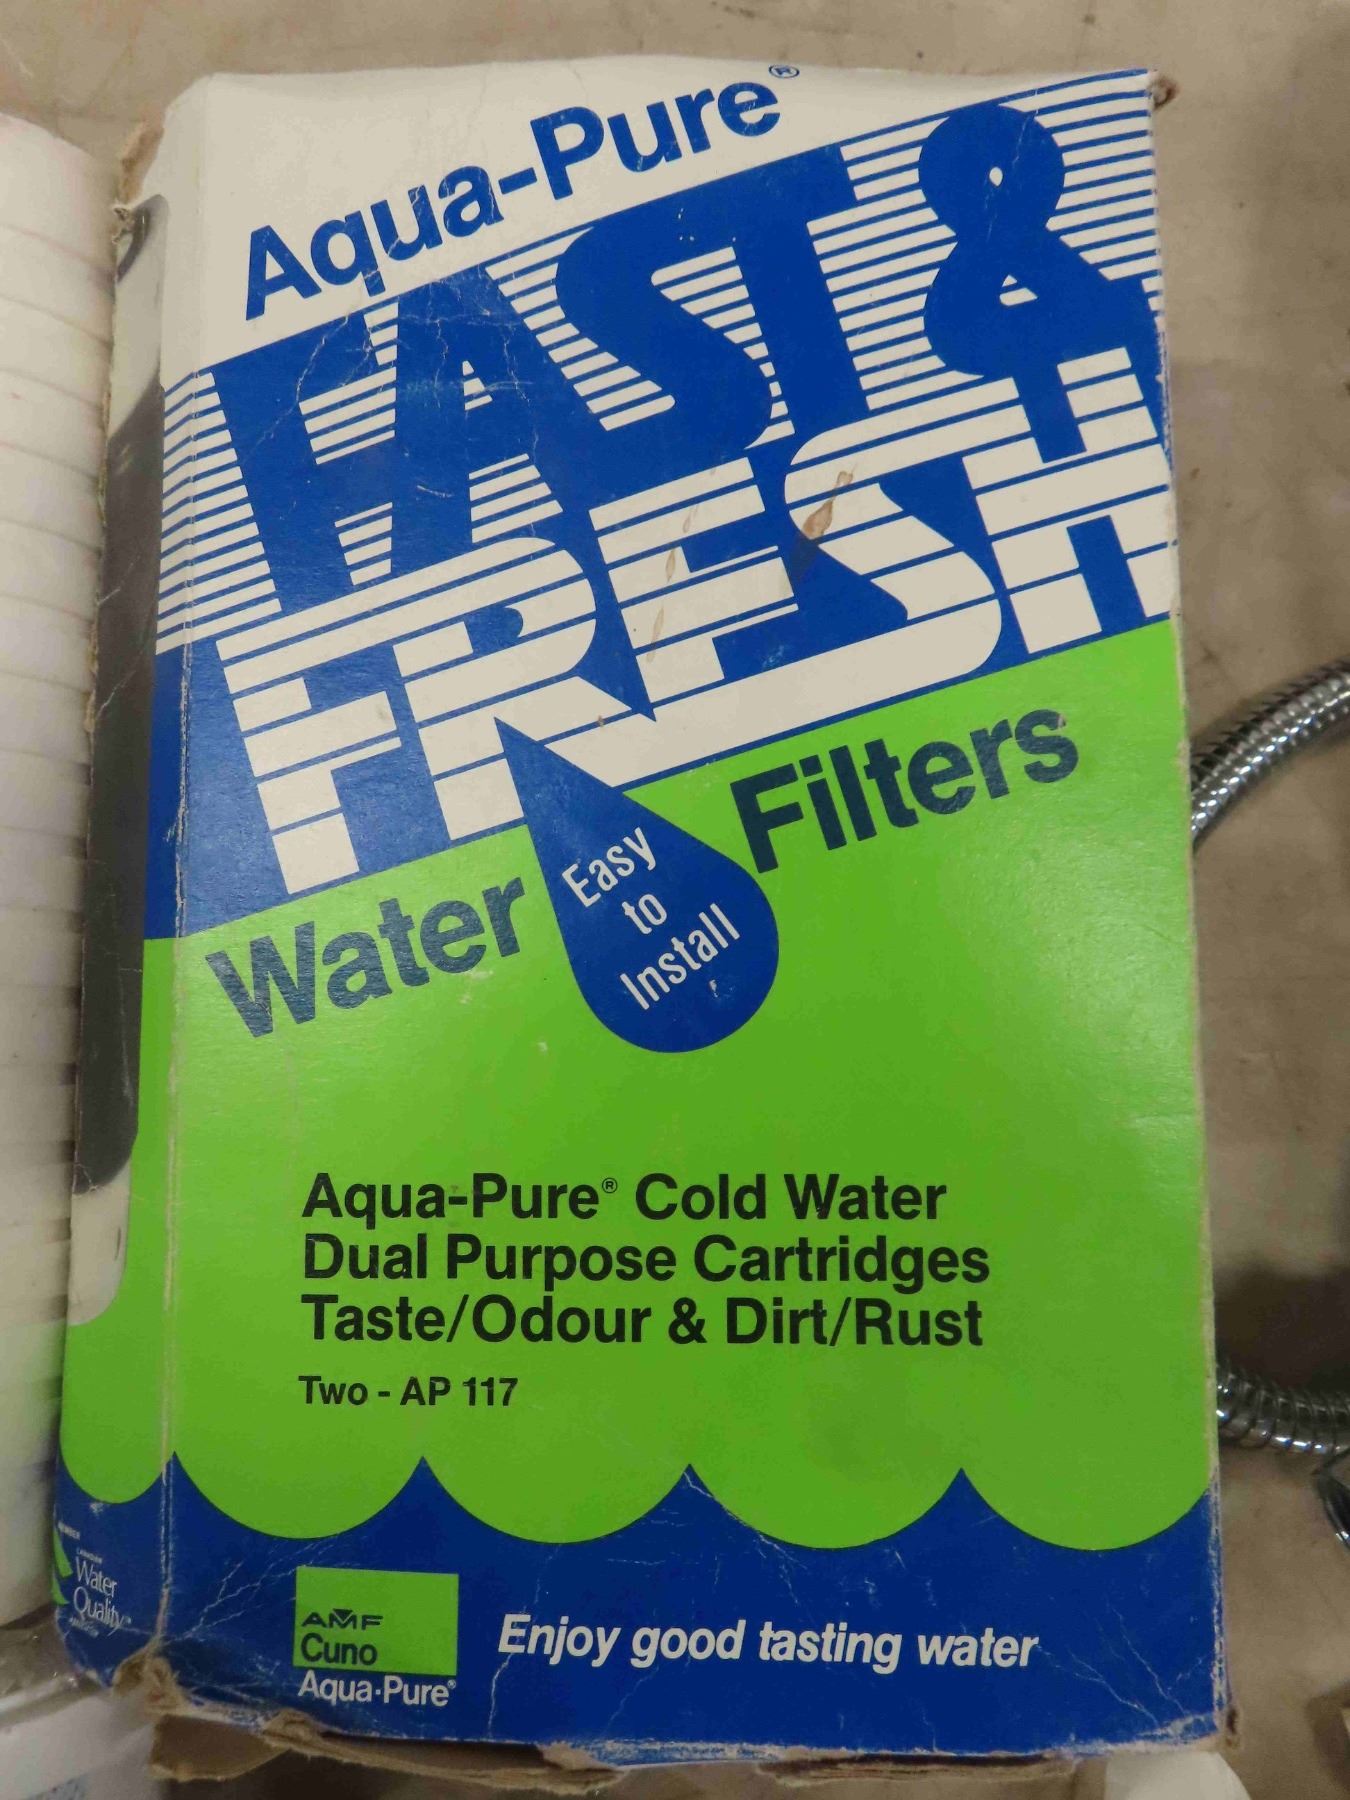 Aqua-Pure®
FAST &
FRESH
Water Filters
Easy
to
Install
Aqua-Pure® Cold Water
Dual Purpose Cartridges
Taste/Odour & Dirt/Rust
Two - AP 117
AMF
Cuno
Aqua-Pure®
Enjoy good tasting water
MEMBER
Water
Quality